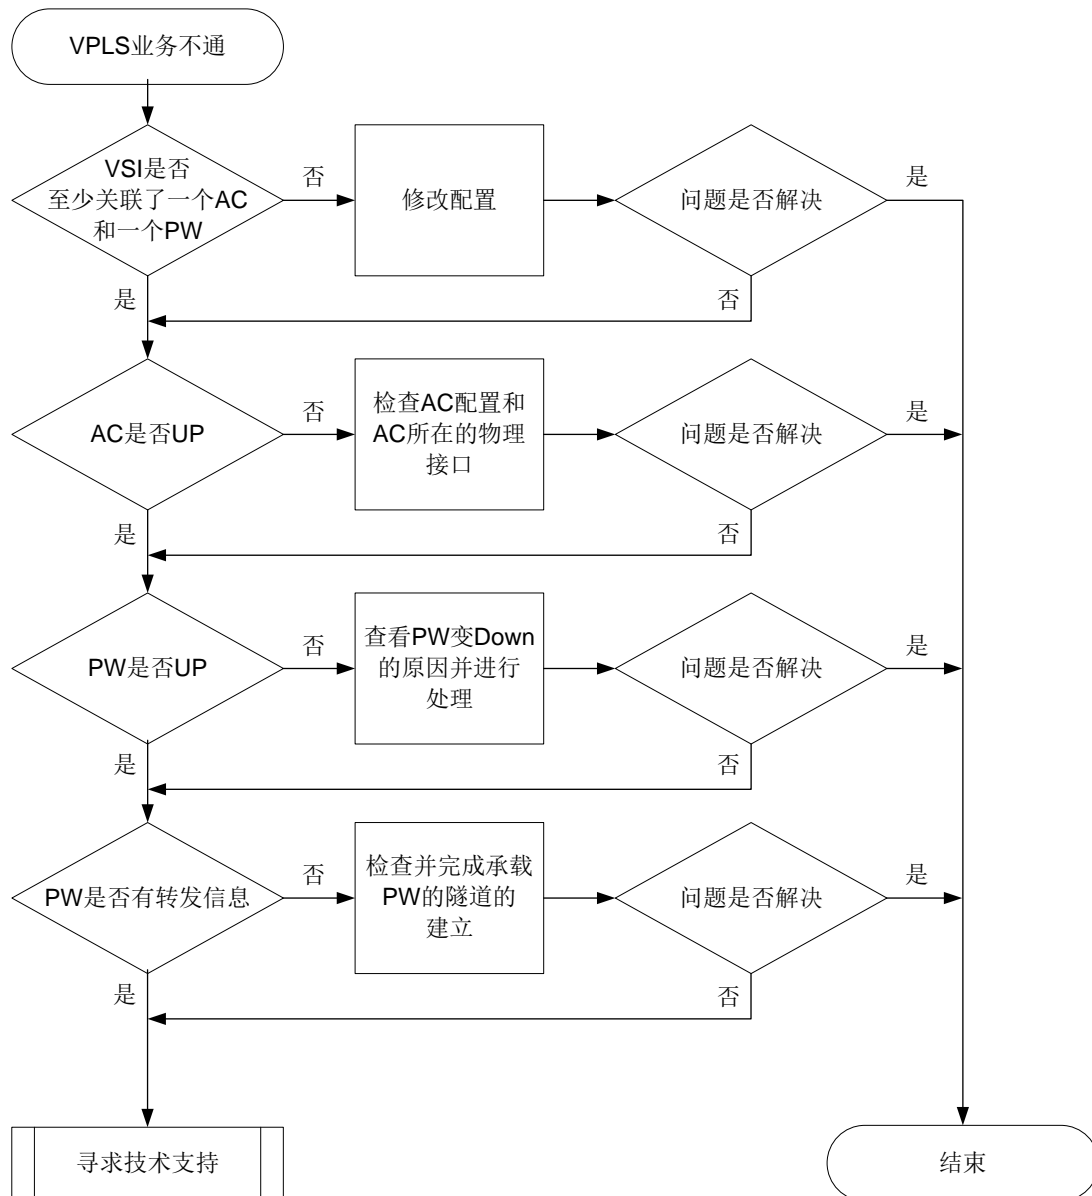 VPLS业务不通
VSI是否
至少关联了一个AC
和一个PW
否
修改配置
问题是否解决
是
是
否
AC是否UP
否
检查AC配置和
AC所在的物理
接口
问题是否解决
是
是
否
PW是否UP
否
查看PW变Down
的原因并进行
处理
问题是否解决
是
是
否
PW是否有转发信息
否
检查并完成承载
PW的隧道的
建立
问题是否解决
是
是
否
寻求技术支持
结束